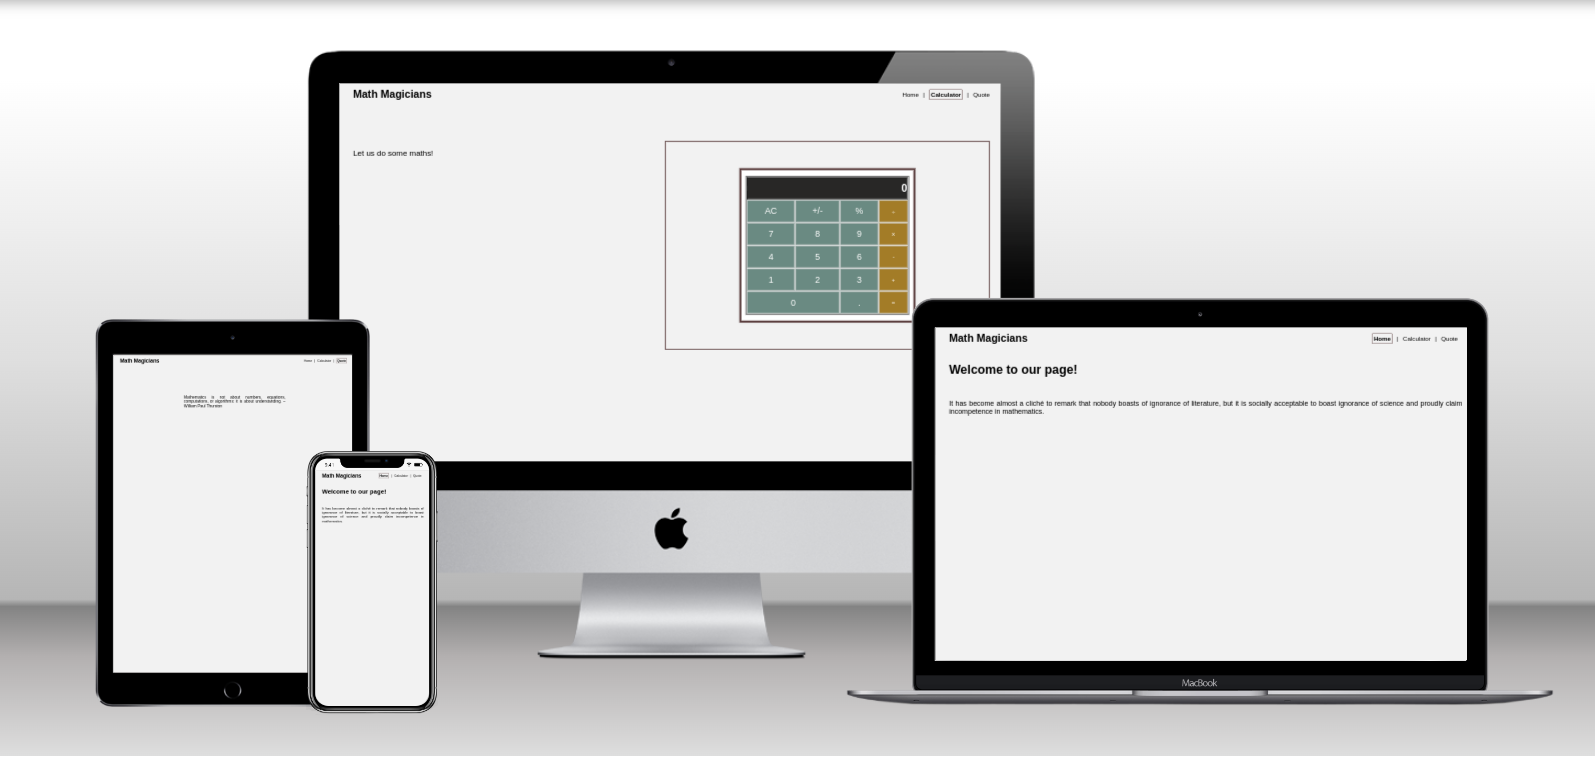 Math Magicians
Home | Calculator | Quote
Let us do some maths!
0
AC +/- %
7 8 9
4 5 6
1 2 3
0 .
Math Magicians
Home | Calculator | Quote
Mathematics is not about numbers, equations,
computations, or algorithms: it is about understanding. –
William Paul Thurston
Math Magicians
Home | Calculator | Quote
Welcome to our page!
It has become almost a cliché to remark that nobody boasts of
ignorance of literature, but it is socially acceptable to boast
ignorance of science and proudly claim incompetence in
mathematics.
Math Magicians
Home | Calculator | Quote
Welcome to our page!
It has become almost a cliché to remark that nobody boasts of ignorance of literature, but it is socially acceptable to boast ignorance of science and proudly claim
incompetence in mathematics.
MacBook